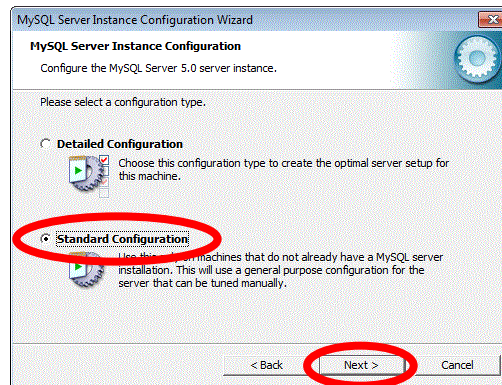 MySQL Server Instance Configuration Wizard
MySQL Server Instance Configuration
Configure the MySQL Server 5.0 server instance.
Please select a configuration type.
Detailed Configuration
Choose this configuration type to create the optimal server setup for
this machine.
Standard Configuration
Use this only on machines that do not already have a MySQL server
installation. This will use a general purpose configuration for the
server that can be tuned manually.
< Back
Next >
Cancel